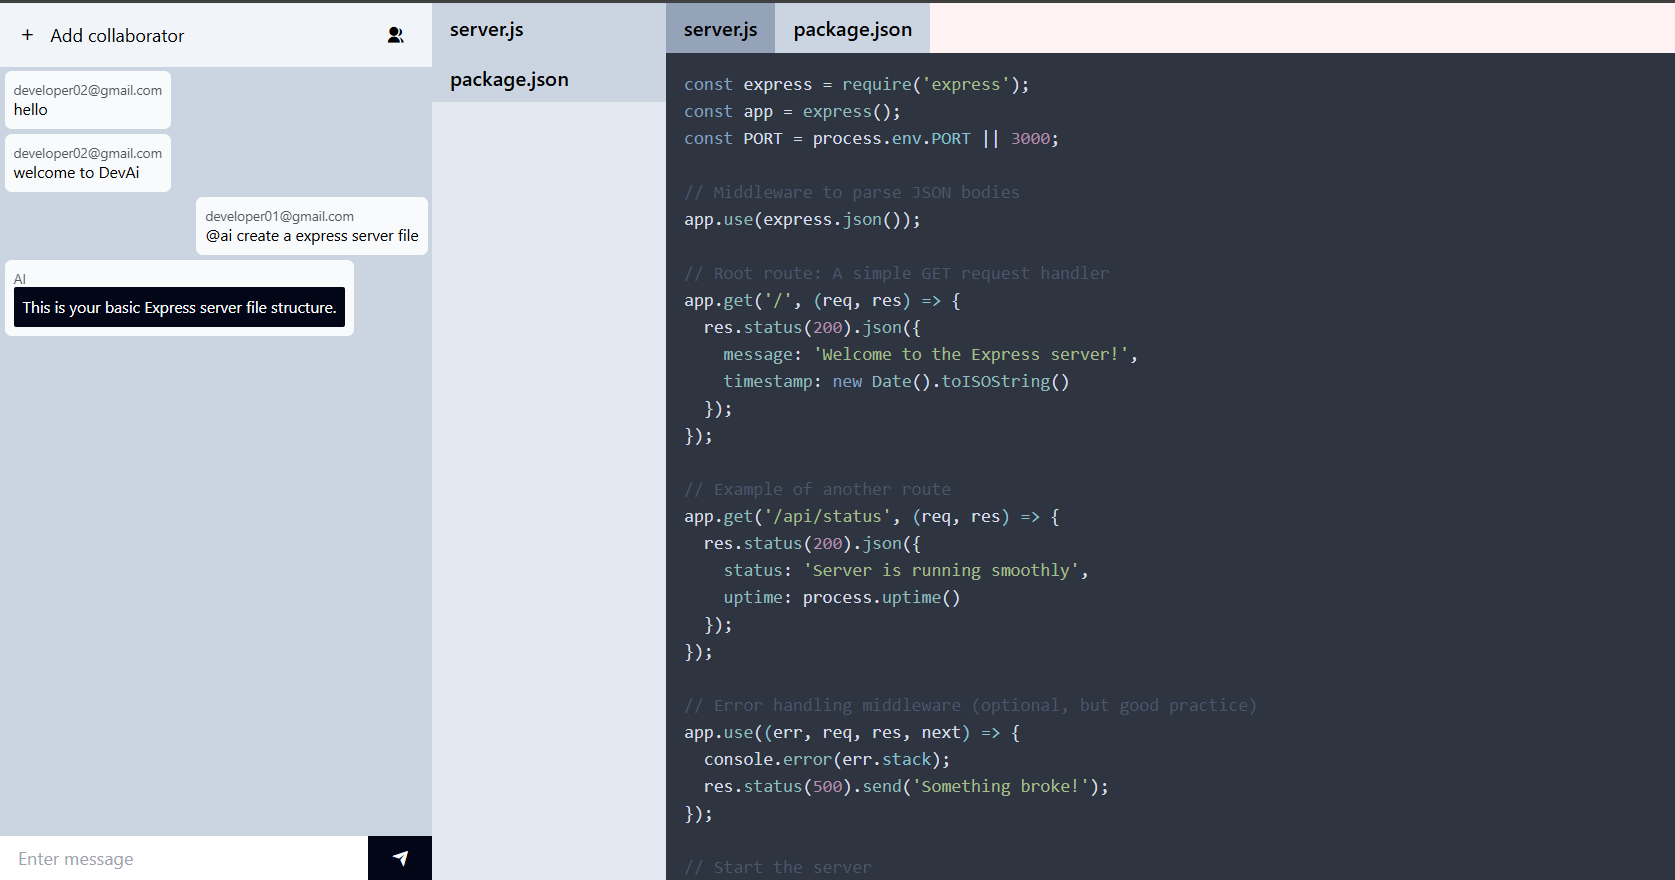 + Add collaborator
developer02@gmail.com
hello
developer02@gmail.com
welcome to DevAi
developer01@gmail.com
@ai create a express server file
AI
This is your basic Express server file structure.
Enter message
server.js
package.json
server.js package.json
const express = require('express');
const app = express();
const PORT = process.env.PORT || 3000;

// Middleware to parse JSON bodies
app.use(express.json());

// Root route: A simple GET request handler
app.get('/', (req, res) => {
  res.status(200).json({
    message: 'Welcome to the Express server!',
    timestamp: new Date().toISOString()
  });
});

// Example of another route
app.get('/api/status', (req, res) => {
  res.status(200).json({
    status: 'Server is running smoothly',
    uptime: process.uptime()
  });
});

// Error handling middleware (optional, but good practice)
app.use((err, req, res, next) => {
  console.error(err.stack);
  res.status(500).send('Something broke!');
});

// Start the server